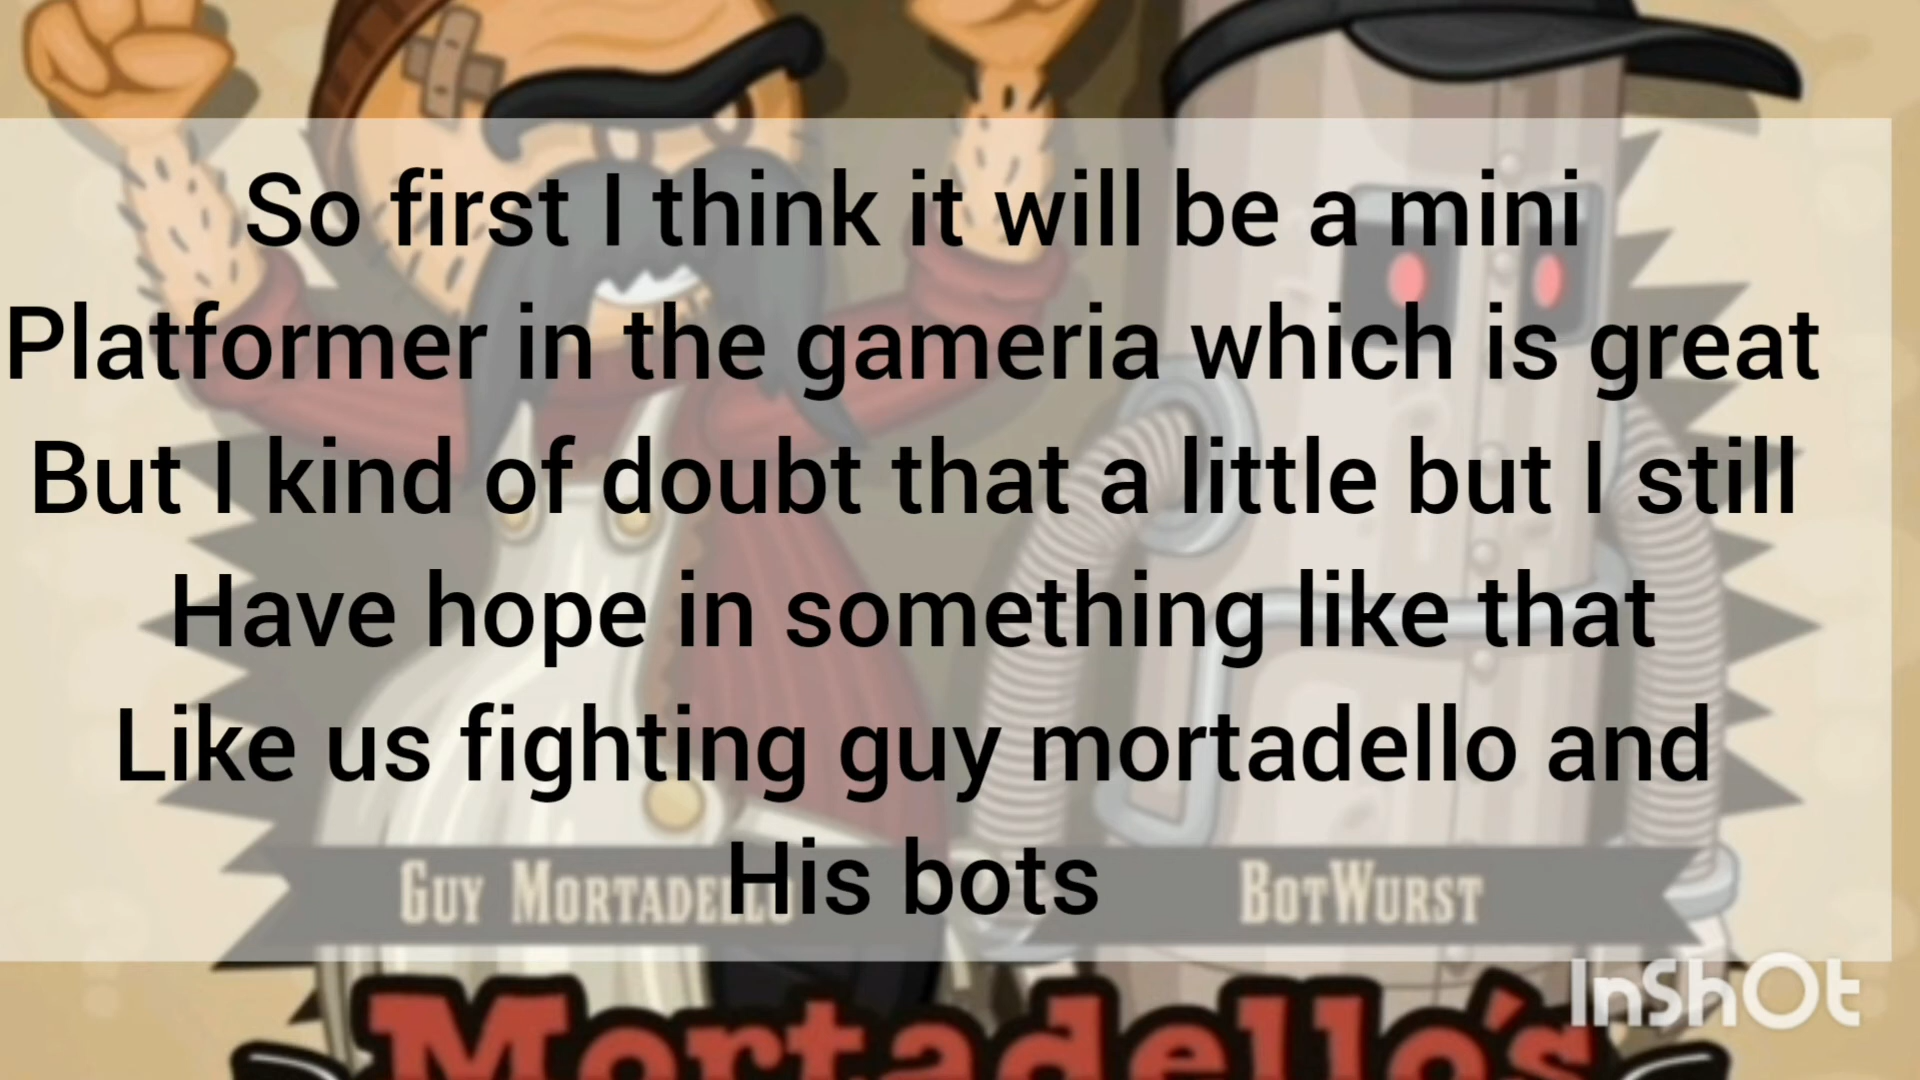 So first I think it will be a mini
Platformer in the gameria which is great
But I kind of doubt that a little but I still
Have hope in something like that
Like us fighting guy mortadello and
His bots
GUY MORTADELLO
BOTWURST
InShOt
Mortadello's